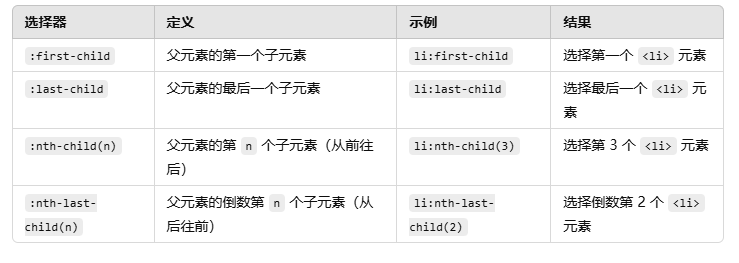 选择器 定义 示例 结果
:first-child 父元素的第一个子元素 li:first-child 选择第一个 <li> 元素
:last-child 父元素的最后一个子元素 li:last-child 选择最后一个 <li> 元
素
:nth-child(n) 父元素的第 n 个子元素（从前往 li:nth-child(3) 选择第 3 个 <li> 元素
后）
:nth-last- 父元素的倒数第 n 个子元素（从 li:nth-last- 选择倒数第 2 个 <li>
child(n) 后往前） child(2) 元素